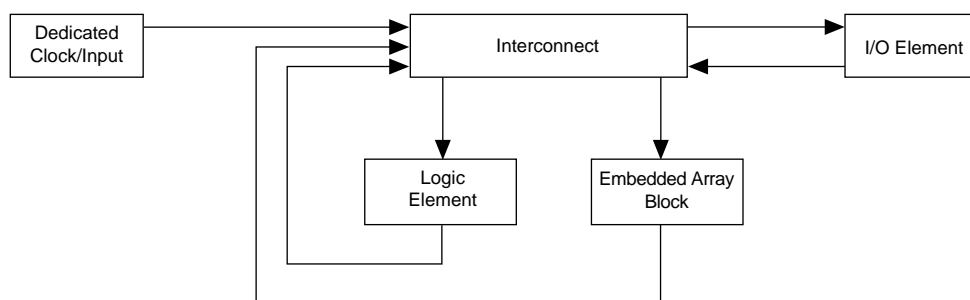 Dedicated
Clock/Input
Interconnect
I/O Element
Logic
Element
Embedded Array
Block